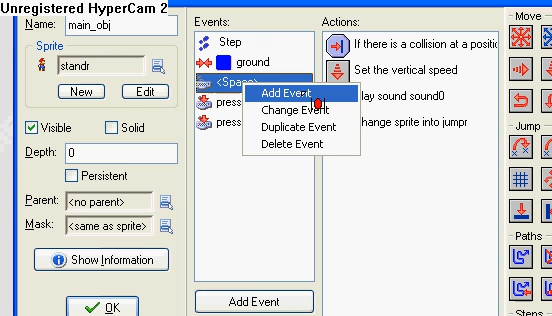 Unregistered HyperCam 2
Name: main_obj
Sprite
standr
New Edit
Visible Solid
Depth: 0
Persistent
Parent: <no parent>
Mask: <same as sprite>
Show Information
OK
Events:
Step
ground
<Space>
press
press
Add Event
Change Event
Duplicate Event
Delete Event
Add Event
Actions:
If there is a collision at a positic
Set the vertical speed
lay sound sound0
hange sprite into jumpr
Move
Jump
Paths
Steps